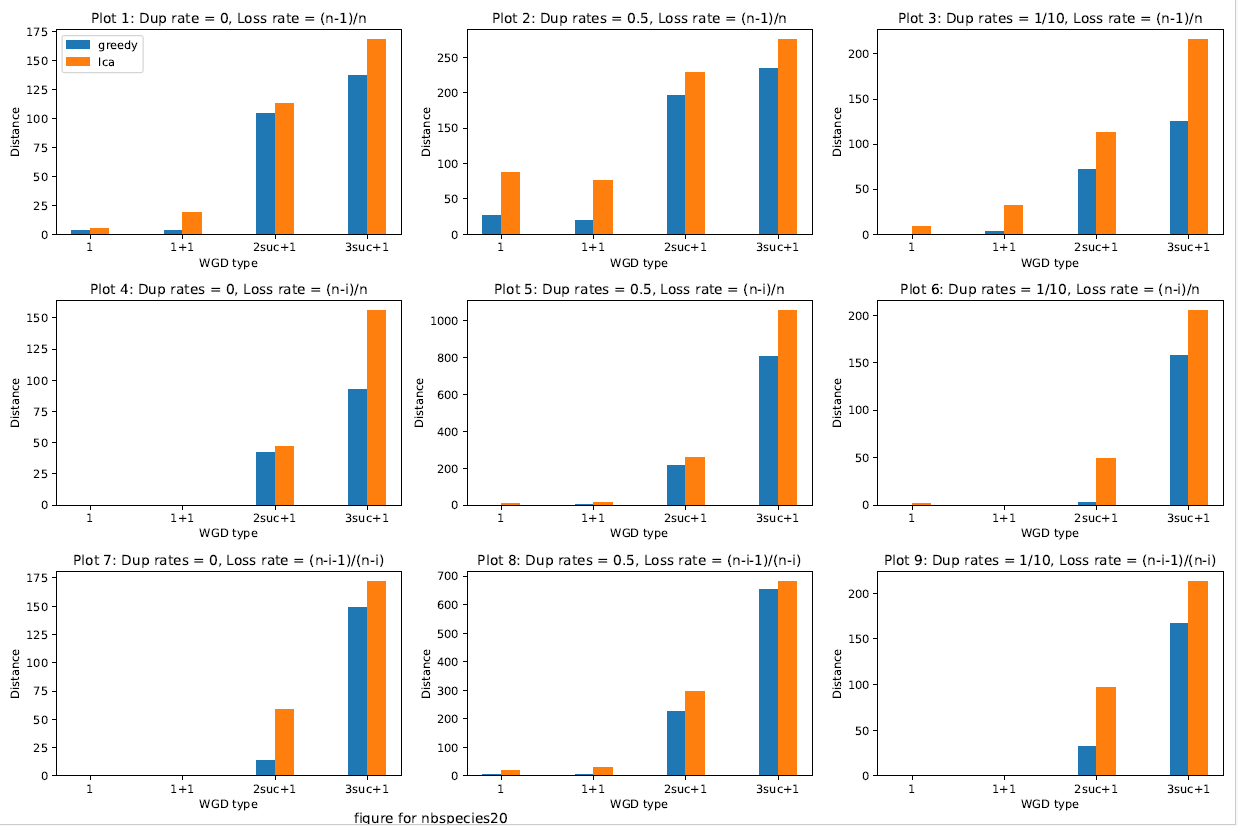 Plot 1: Dup rate = 0, Loss rate = (n-1)/n
175
150
125
100
75
50
25
0
Distance
greedy
lca
1 1+1 2suc+1 3suc+1
WGD type
Plot 2: Dup rates = 0.5, Loss rate = (n-1)/n
250
200
150
100
50
0
Distance
1 1+1 2suc+1 3suc+1
WGD type
Plot 3: Dup rates = 1/10, Loss rate = (n-1)/n
200
150
100
50
0
Distance
1 1+1 2suc+1 3suc+1
WGD type
Plot 4: Dup rates = 0, Loss rate = (n-i)/n
150
125
100
75
50
25
0
Distance
1 1+1 2suc+1 3suc+1
WGD type
Plot 5: Dup rates = 0.5, Loss rate = (n-i)/n
1000
800
600
400
200
0
Distance
1 1+1 2suc+1 3suc+1
WGD type
Plot 6: Dup rates = 1/10, Loss rate = (n-i)/n
200
150
100
50
0
Distance
1 1+1 2suc+1 3suc+1
WGD type
Plot 7: Dup rates = 0, Loss rate = (n-i-1)/(n-i)
175
150
125
100
75
50
25
0
Distance
1 1+1 2suc+1 3suc+1
WGD type
Plot 8: Dup rates = 0.5, Loss rate = (n-i-1)/(n-i)
700
600
500
400
300
200
100
0
Distance
1 1+1 2suc+1 3suc+1
WGD type
Plot 9: Dup rates = 1/10, Loss rate = (n-i-1)/(n-i)
200
150
100
50
0
Distance
1 1+1 2suc+1 3suc+1
WGD type
figure for nbspecies20